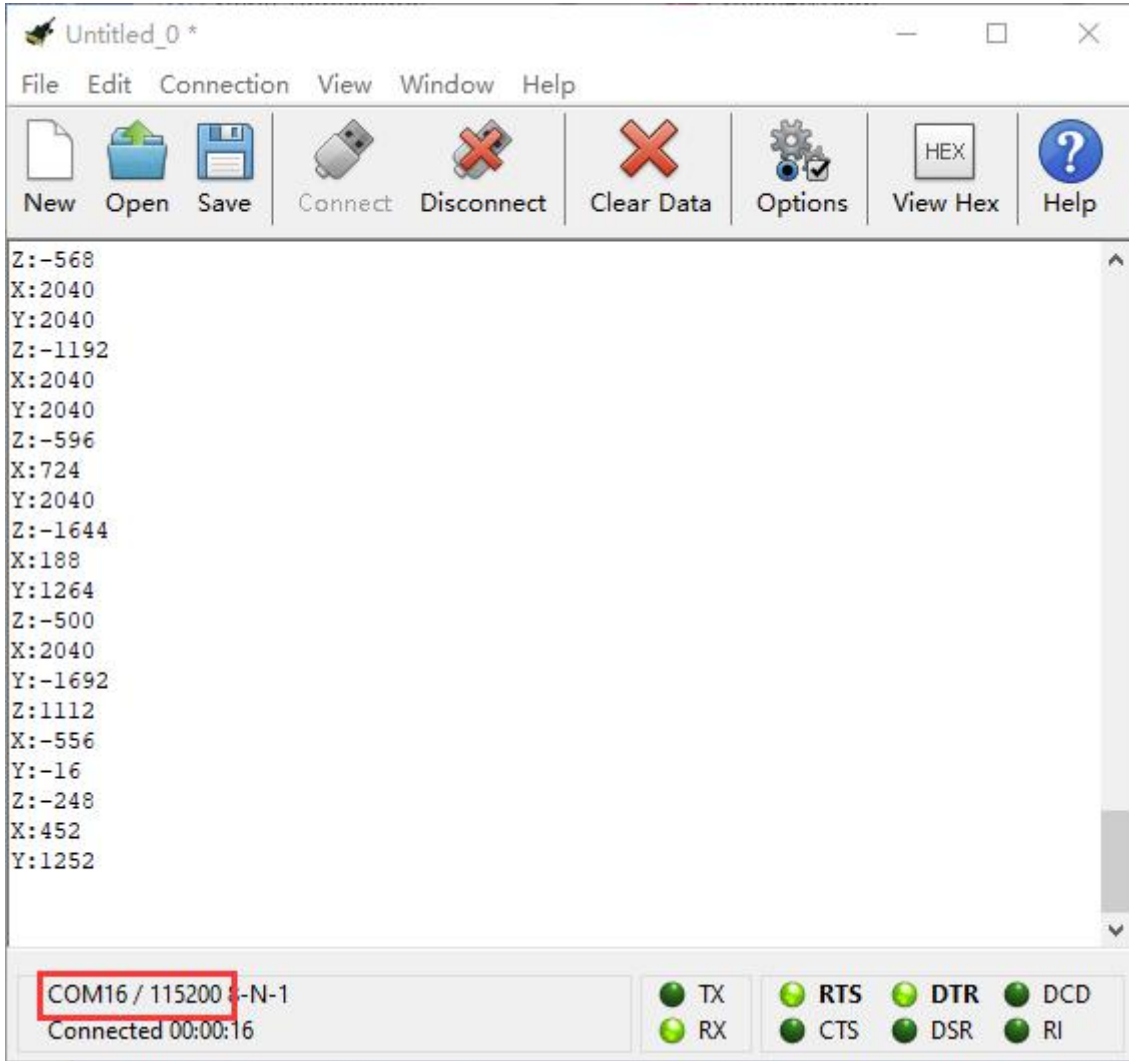 Untitled_0 *
File Edit Connection View Window Help
HEX
New Open Save Connect Disconnect Clear Data Options View Hex Help
Z:-568
X:2040
Y:2040
Z:-1192
X:2040
Y:2040
Z:-596
X:724
Y:2040
Z:-1644
X:188
Y:1264
Z:-500
X:2040
Y:-1692
Z:1112
X:-556
Y:-16
Z:-248
X:452
Y:1252
COM16 / 115200 8-N-1
Connected 00:00:16
TX RTS DTR DCD
RX CTS DSR RI